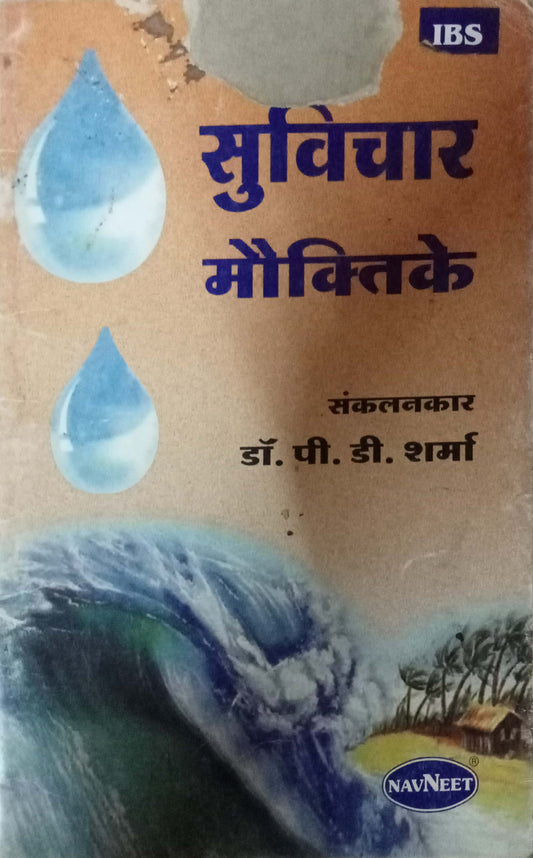 IBS
सुविचार
मौक्तिके
संकलनकार
डॉ. पी. डी. शर्मा
NAVNEET®